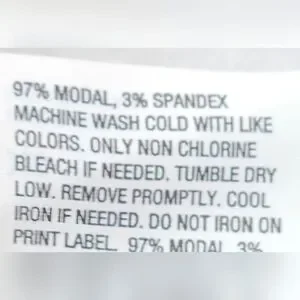 97% MODAL, 3% SPANDEX
MACHINE WASH COLD WITH LIKE
COLORS. ONLY NON CHLORINE
BLEACH IF NEEDED. TUMBLE DRY
LOW. REMOVE PROMPTLY. COOL
IRON IF NEEDED. DO NOT IRON ON
PRINT LABEL. 97% MODAL, 3%